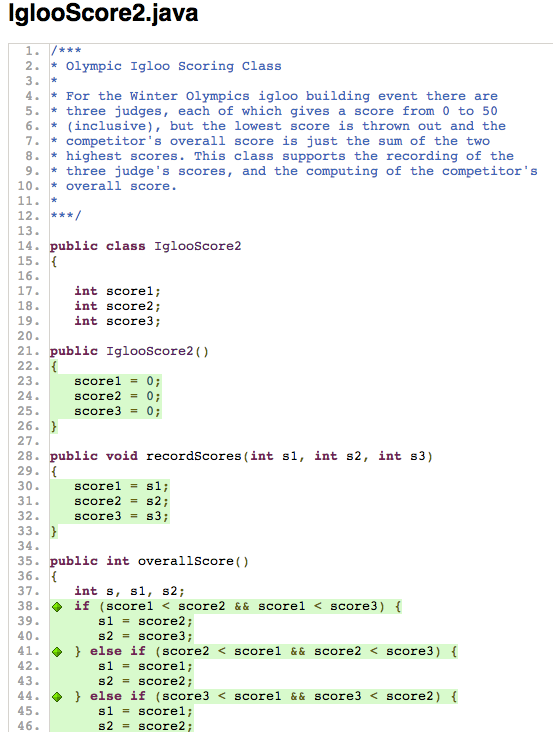 IglooScore2.java
1. /***
2. * Olympic Igloo Scoring Class
3. *
4. * For the Winter Olympics igloo building event there are
5. * three judges, each of which gives a score from 0 to 50
6. * (inclusive), but the lowest score is thrown out and the
7. * competitor's overall score is just the sum of the two
8. * highest scores. This class supports the recording of the
9. * three judge's scores, and the computing of the competitor's
10. * overall score.
11. *
12. ***/
13.
14. public class IglooScore2
15. {
16.
17. int score1;
18. int score2;
19. int score3;
20.
21. public IglooScore2()
22. {
23. score1 = 0;
24. score2 = 0;
25. score3 = 0;
26. }
27.
28. public void recordScores(int s1, int s2, int s3)
29. {
30. score1 = s1;
31. score2 = s2;
32. score3 = s3;
33. }
34.
35. public int overallScore()
36. {
37. int s, s1, s2;
38. if (score1 < score2 && score1 < score3) {
39. s1 = score2;
40. s2 = score3;
41. } else if (score2 < score1 && score2 < score3) {
42. s1 = score1;
43. s2 = score2;
44. } else if (score3 < score1 && score3 < score2) {
45. s1 = score1;
46. s2 = score2;